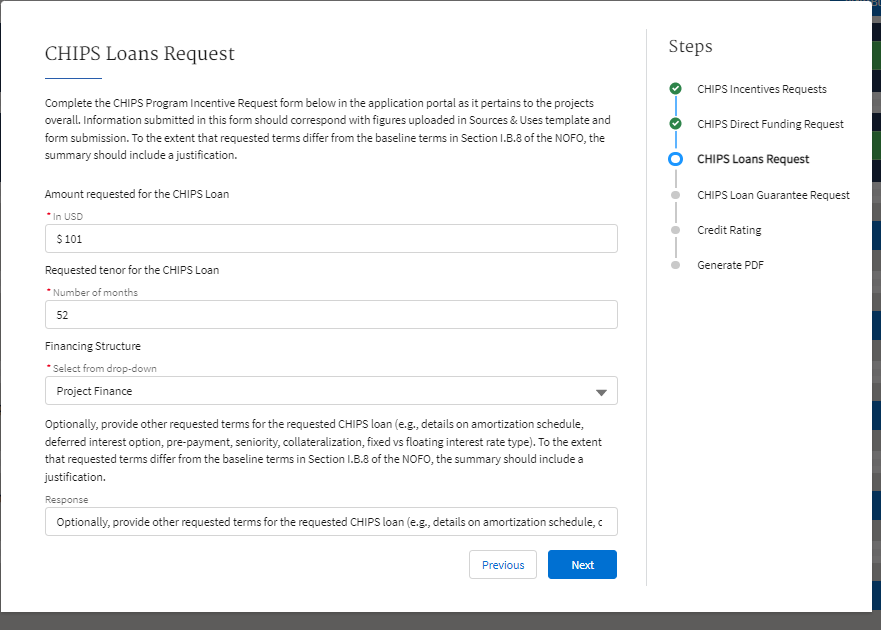 CHIPS Loans Request
Complete the CHIPS Program Incentive Request form below in the application portal as it pertains to the projects
overall. Information submitted in this form should correspond with figures uploaded in Sources & Uses template and
form submission. To the extent that requested terms differ from the baseline terms in Section I.B.8 of the NOFO, the
summary should include a justification.
Amount requested for the CHIPS Loan
* In USD
$ 101
Requested tenor for the CHIPS Loan
* Number of months
52
Financing Structure
* Select from drop-down
Project Finance
Optionally, provide other requested terms for the requested CHIPS loan (e.g., details on amortization schedule,
deferred interest option, pre-payment, seniority, collateralization, fixed vs floating interest rate type). To the extent
that requested terms differ from the baseline terms in Section I.B.8 of the NOFO, the summary should include a
justification.
Response
Optionally, provide other requested terms for the requested CHIPS loan (e.g., details on amortization schedule, c
Previous
Next
Steps
CHIPS Incentives Requests
CHIPS Direct Funding Request
CHIPS Loans Request
CHIPS Loan Guarantee Request
Credit Rating
Generate PDF